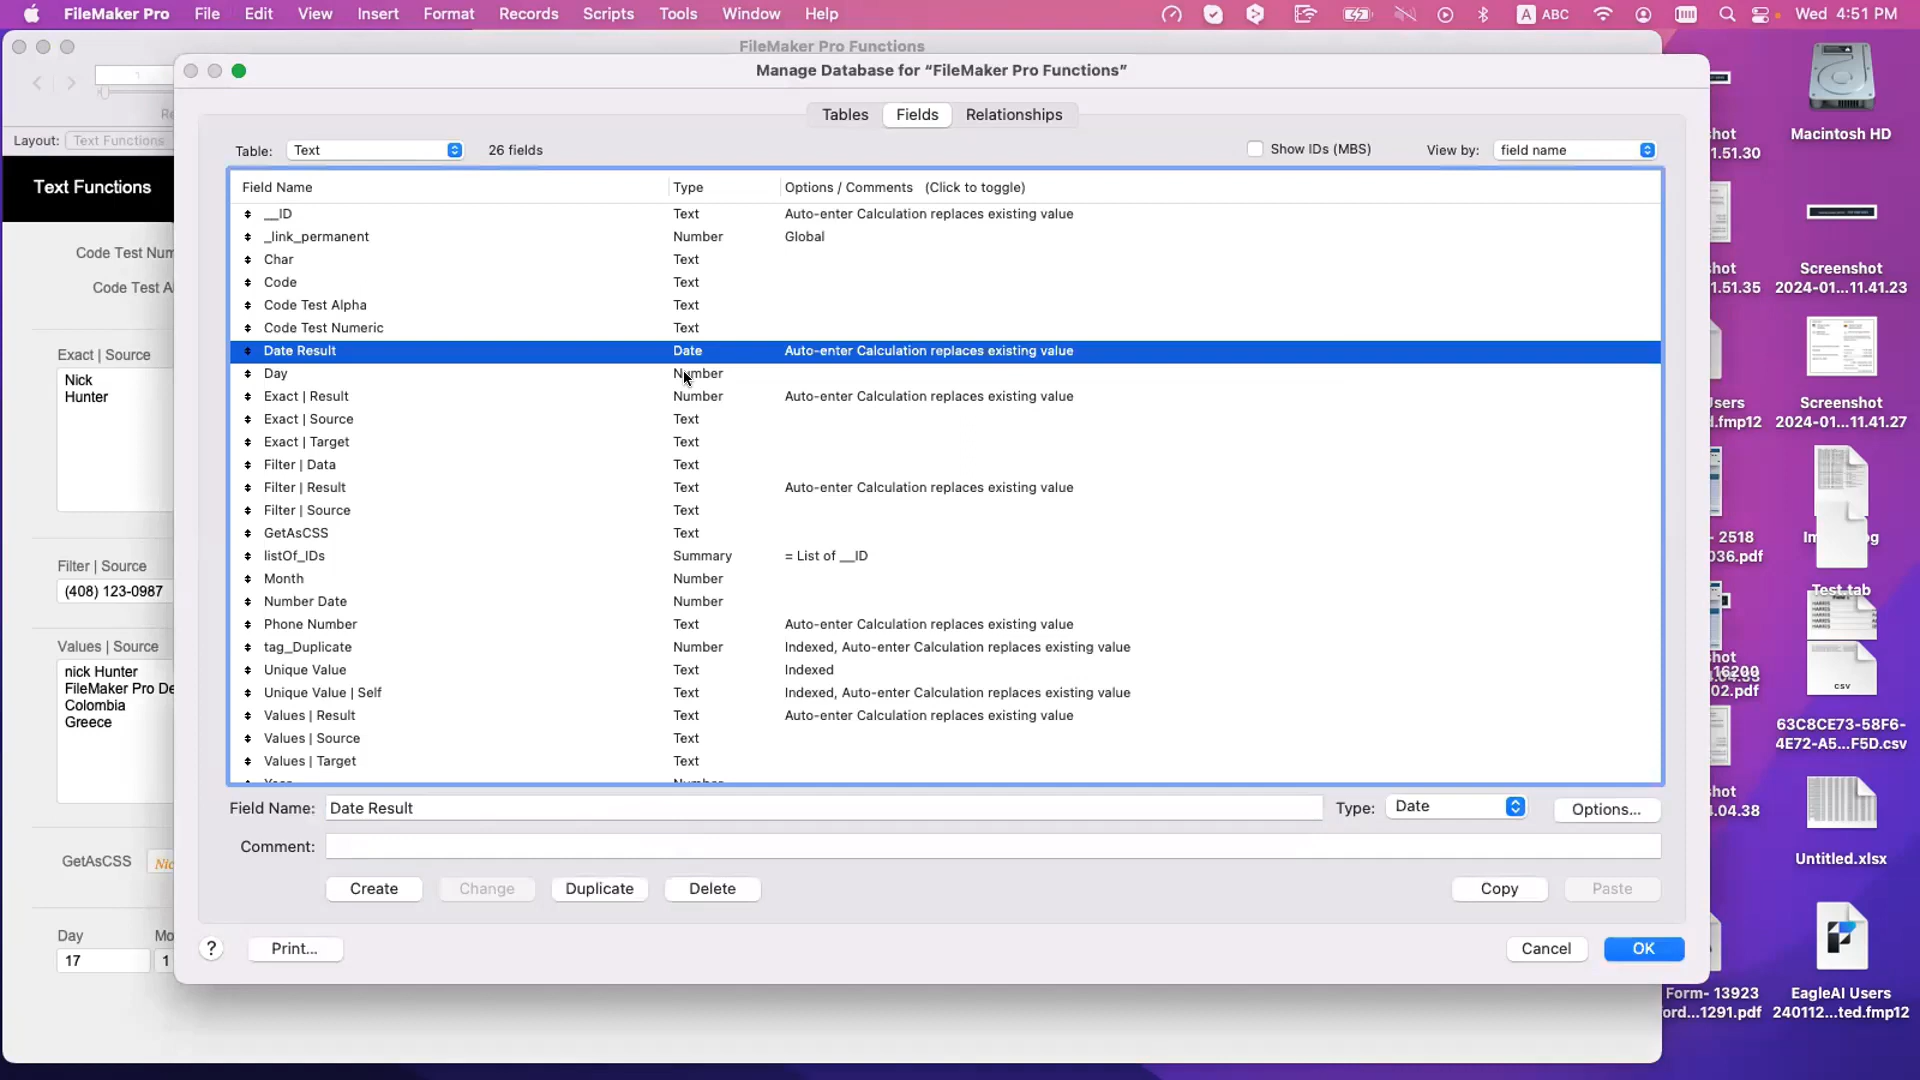 FileMaker Pro File Edit View Insert Format Records Scripts Tools Window Help A ABC Wed 4:51 PM
FileMaker Pro Functions
Manage Database for “FileMaker Pro Functions”
Tables Fields Relationships
Layout: Text Functions
Text Functions
Code Test Num
Code Test A
Exact | Source
Nick
Hunter
Filter | Source
(408) 123-0987
Values | Source
nick Hunter
FileMaker Pro De
Colombia
Greece
GetAsCSS Nic
Day Mo
17 1
Table: Text 26 fields Show IDs (MBS) View by: field name
Field Name Type Options / Comments (Click to toggle)
__ID Text Auto-enter Calculation replaces existing value
_link_permanent Number Global
Char Text
Code Text
Code Test Alpha Text
Code Test Numeric Text
Date Result Date Auto-enter Calculation replaces existing value
Day Number
Exact | Result Number Auto-enter Calculation replaces existing value
Exact | Source Text
Exact | Target Text
Filter | Data Text
Filter | Result Text Auto-enter Calculation replaces existing value
Filter | Source Text
GetAsCSS Text
listOf_IDs Summary = List of __ID
Month Number
Number Date Number
Phone Number Text Auto-enter Calculation replaces existing value
tag_Duplicate Number Indexed, Auto-enter Calculation replaces existing value
Unique Value Text Indexed
Unique Value | Self Text Indexed, Auto-enter Calculation replaces existing value
Values | Result Text Auto-enter Calculation replaces existing value
Values | Source Text
Values | Target Text
Year Number
Field Name: Date Result Type: Date Options...
Comment:
Create Change Duplicate Delete Copy Paste
? Print... Cancel OK
Macintosh HD
hot
1.51.30
Screenshot
2024-01...11.41.23
hot
1.51.35
Screenshot
2024-01...11.41.27
Users
d.fmp12
- 2518
036.pdf
Test.tab
02.pdf
csv
63C8CE73-58F6-
4E72-A5...F5D.csv
hot
.04.38
Untitled.xlsx
Form- 13923
ord...1291.pdf
EagleAI Users
240112...ted.fmp12